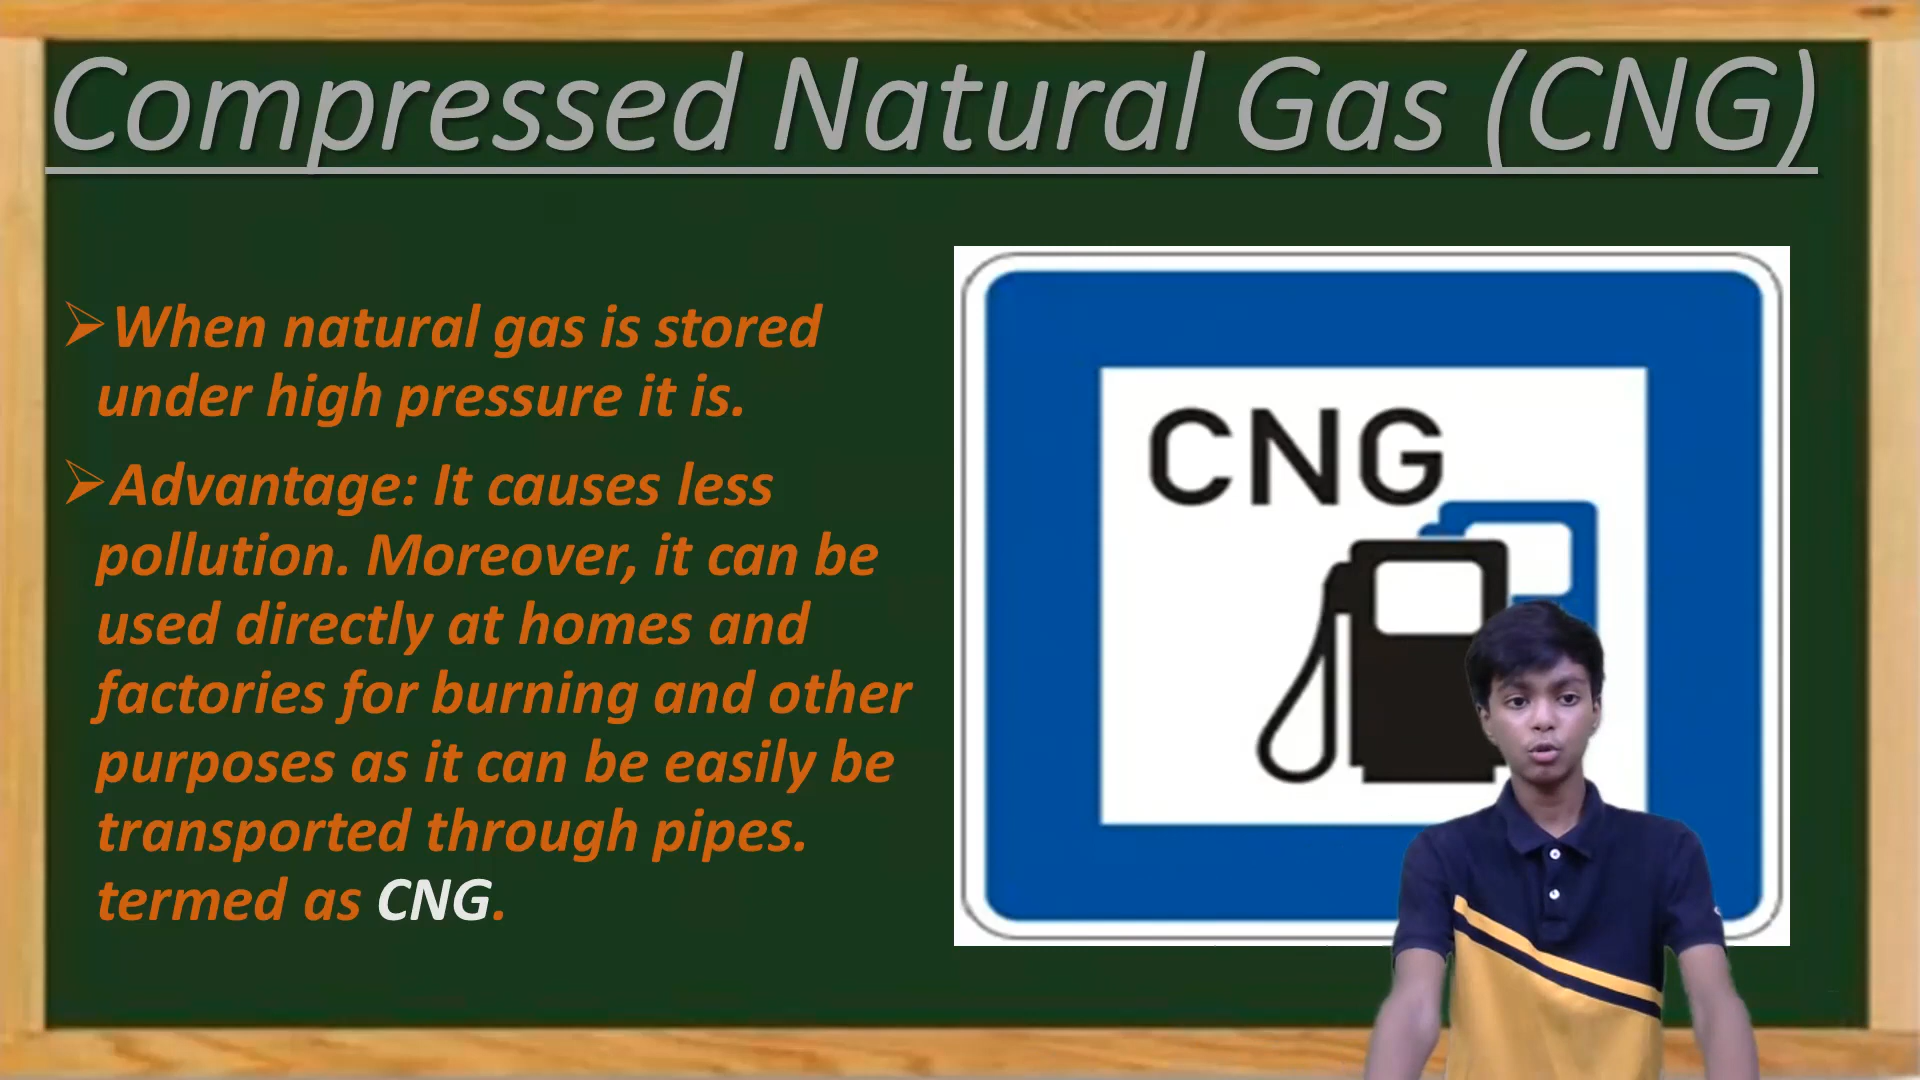 Compressed Natural Gas (CNG)
➢When natural gas is stored
under high pressure it is.
➢Advantage: It causes less
pollution. Moreover, it can be
used directly at homes and
factories for burning and other
purposes as it can be easily be
transported through pipes.
termed as CNG.
CNG